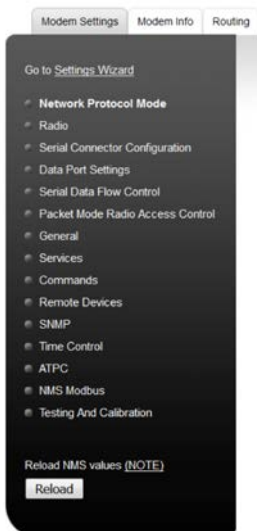 Modem Settings Modem Info Routing
Go to Settings Wizard
Network Protocol Mode
Radio
Serial Connector Configuration
Data Port Settings
Serial Data Flow Control
Packet Mode Radio Access Control
General
Services
Commands
Remote Devices
SNMP
Time Control
ATPC
NMS Modbus
Testing And Calibration
Reload NMS values (NOTE)
Reload